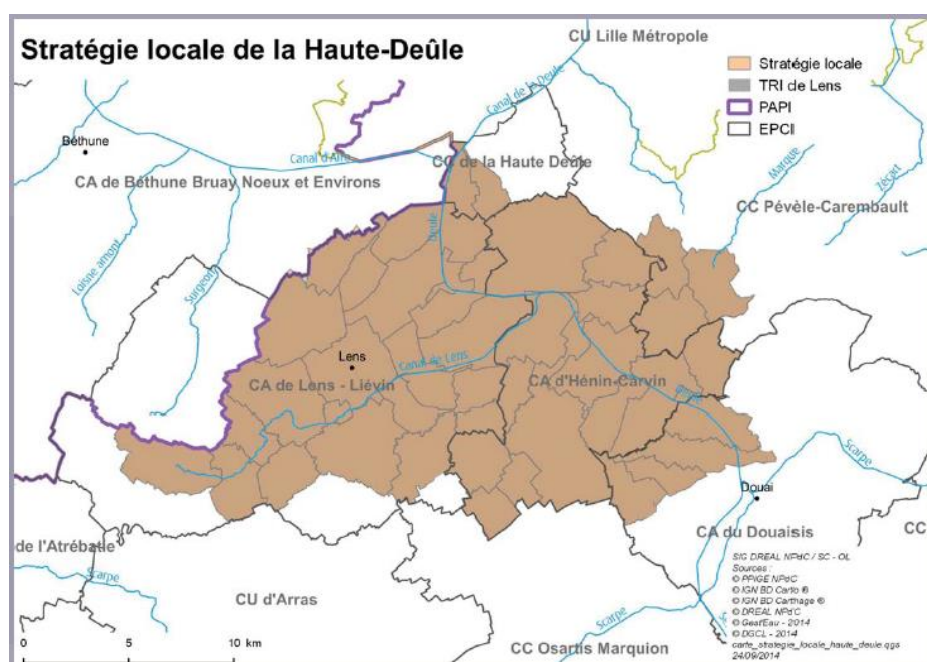 Stratégie locale de la Haute-Deûle
CU Lille Métropole
Stratégie locale
TRI de Lens
PAPI
EPCII
Canal de la Deule
Béthune
Canal d'Aire
CC de la Haute Deûle
CA de Béthune Bruay Noeux et Environs
Marque
Zécart
CC Pévèle-Carembault
Loisne amont
Surgeon
Deule
Lens
Canal de Lens
CA de Lens - Liévin
CA d'Hénin-Carvin
Scarpe
Douai
CA du Douaisis
CC
de l'Atrébatie
Scarpe
CU d'Arras
Scarpe
CC Osartis Marquion
SIG DREAL NPdC / SC - OL
Sources :
© PPIGE NPdC
© IGN BD Carto ®
© IGN BD Carthage ®
© DREAL NPdC
© Gest'Eau - 2014
© DGCL - 2014
carte_strategie_locale_haute_deule.qgs
24/09/2014
0 5 10 km